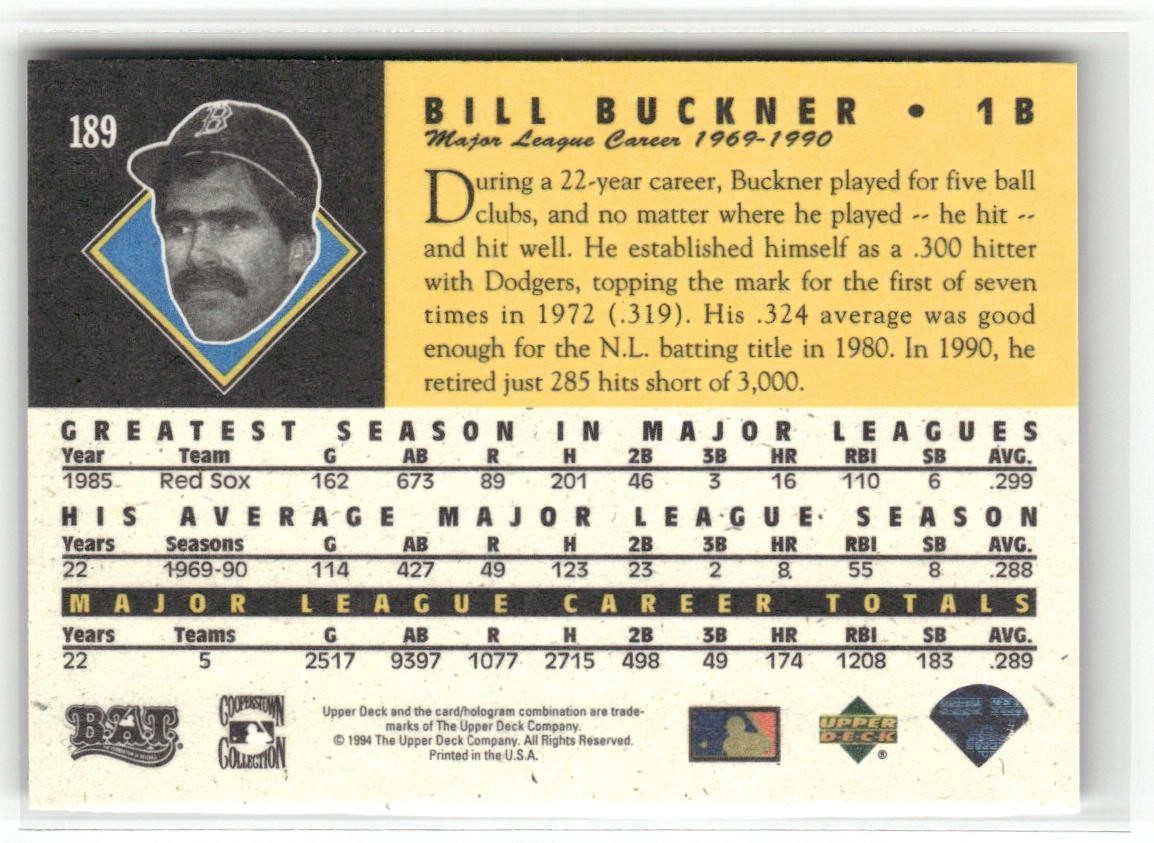 189
B
BILL BUCKNER • 1B
Major League Career 1969-1990
During a 22-year career, Buckner played for five ball
clubs, and no matter where he played -- he hit --
and hit well. He established himself as a .300 hitter
with Dodgers, topping the mark for the first of seven
times in 1972 (.319). His .324 average was good
enough for the N.L. batting title in 1980. In 1990, he
retired just 285 hits short of 3,000.
GREATEST SEASON IN MAJOR LEAGUES
Year Team G AB R H 2B 3B HR RBI SB AVG.
1985 Red Sox 162 673 89 201 46 3 16 110 6 .299
HIS AVERAGE MAJOR LEAGUE SEASON
Years Seasons G AB R H 2B 3B HR RBI SB AVG.
22 1969-90 114 427 49 123 23 2 8 55 8 .288
MAJOR LEAGUE CAREER TOTALS
Years Teams G AB R H 2B 3B HR RBI SB AVG.
22 5 2517 9397 1077 2715 498 49 174 1208 183 .289
BAT
COOPERSTOWN
COLLECTION
Upper Deck and the card/hologram combination are trade-
marks of The Upper Deck Company.
© 1994 The Upper Deck Company. All Rights Reserved.
Printed in the U.S.A.
UPPER
DECK
®